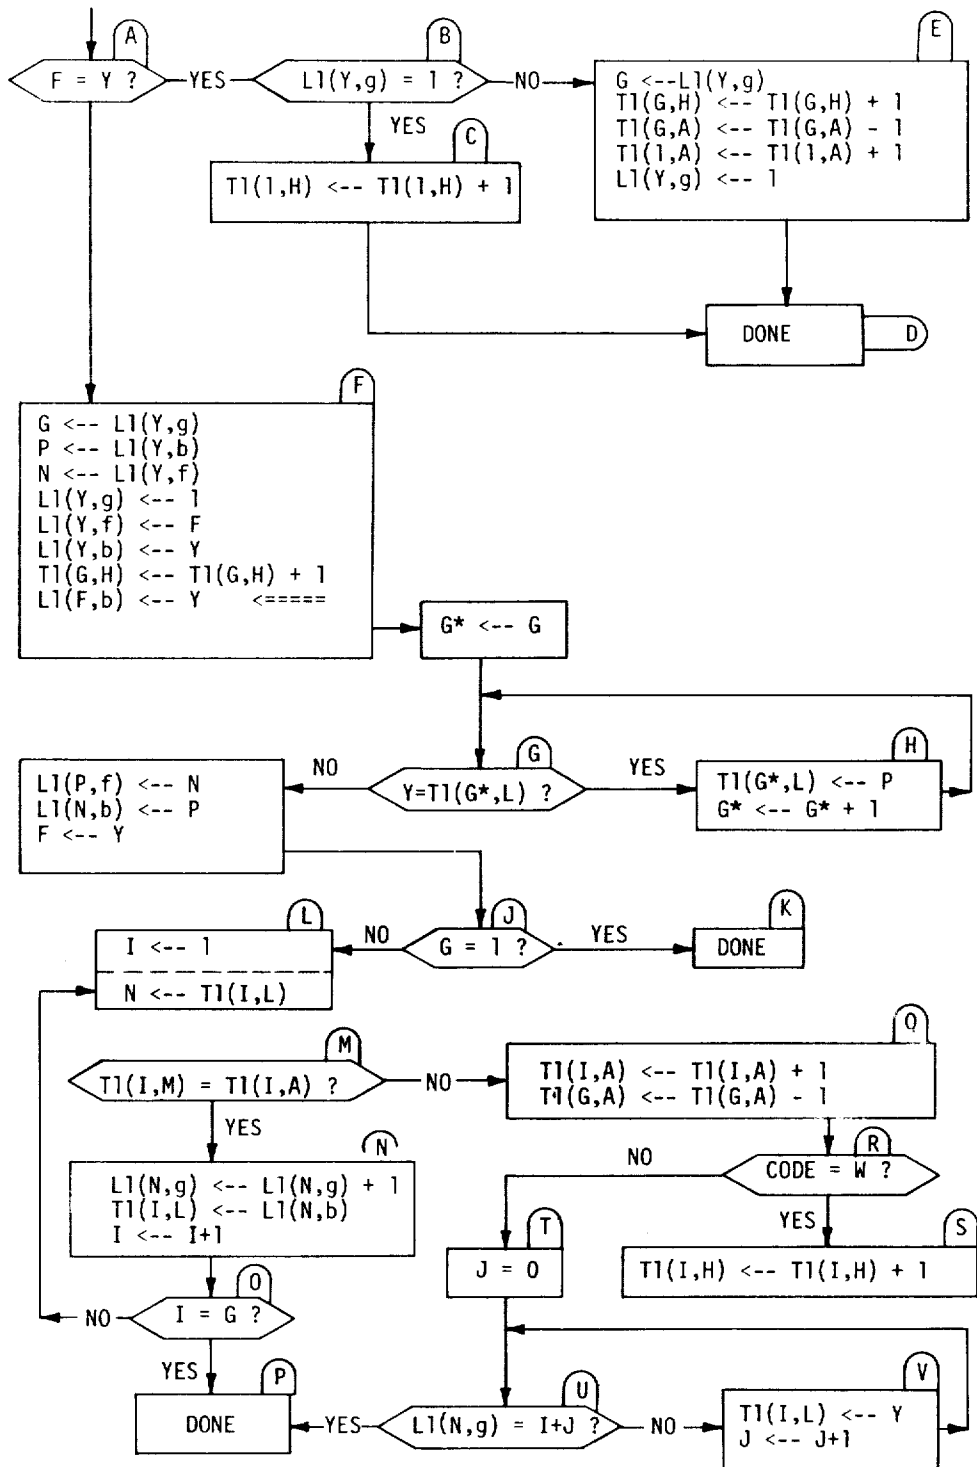 A
F = Y ?
YES
B
L1(Y,g) = 1 ?
NO
YES
E
G <--L1(Y,g)
T1(G,H) <-- T1(G,H) + 1
T1(G,A) <-- T1(G,A) - 1
T1(1,A) <-- T1(1,A) + 1
L1(Y,g) <-- 1
C
T1(1,H) <-- T1(1,H) + 1
DONE
D
F
G <-- L1(Y,g)
P <-- L1(Y,b)
N <-- L1(Y,f)
L1(Y,g) <-- 1
L1(Y,f) <-- F
L1(Y,b) <-- Y
T1(G,H) <-- T1(G,H) + 1
L1(F,b) <-- Y <=====
G* <-- G
G
Y=T1(G*,L) ?
NO
YES
H
T1(G*,L) <-- P
G* <-- G* + 1
L1(P,f) <-- N
L1(N,b) <-- P
F <-- Y
J
G = 1 ?
NO
YES
K
DONE
L
I <-- 1
N <-- T1(I,L)
M
T1(I,M) = T1(I,A) ?
NO
YES
Q
T1(I,A) <-- T1(I,A) + 1
T1(G,A) <-- T1(G,A) - 1
N
L1(N,g) <-- L1(N,g) + 1
T1(I,L) <-- L1(N,b)
I <-- I+1
R
CODE = W ?
NO
YES
S
T1(I,H) <-- T1(I,H) + 1
T
J = 0
O
I = G ?
NO
YES
P
DONE
U
L1(N,g) = I+J ?
YES
NO
V
T1(I,L) <-- Y
J <-- J+1